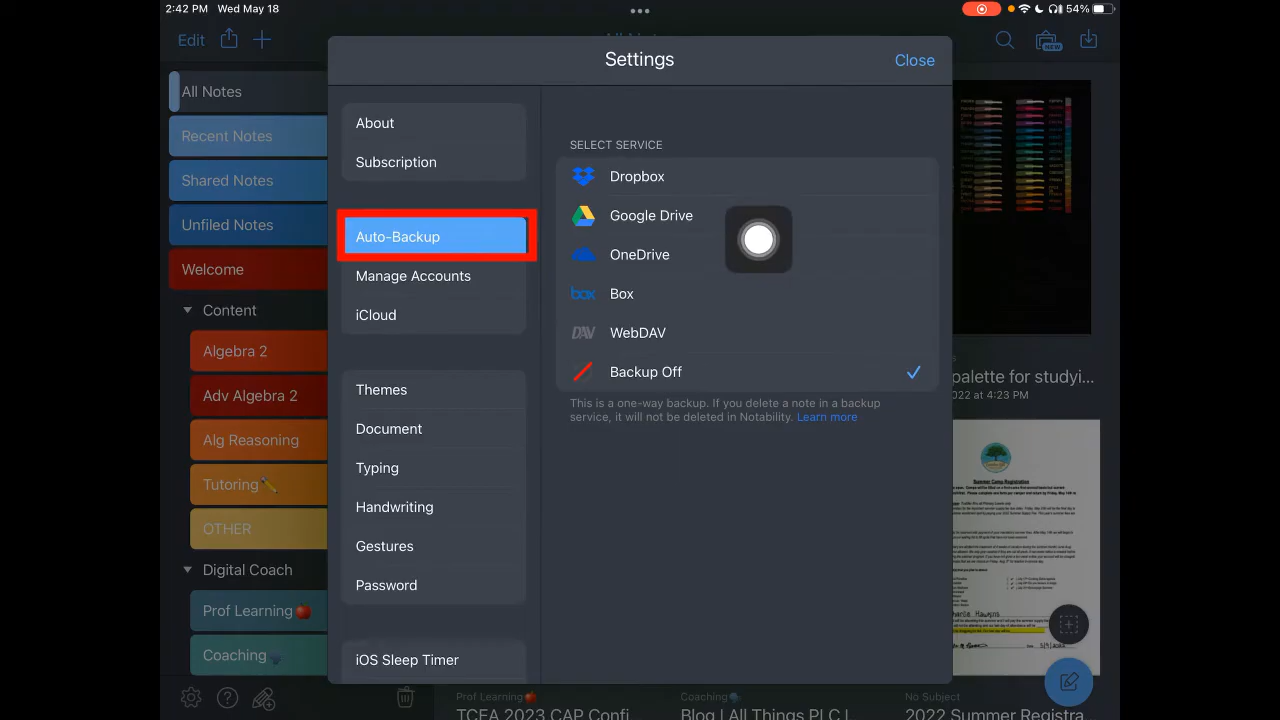 2:42 PM Wed May 18
54%
Edit
NEW
Settings
Close
All Notes
Recent Notes
Shared Notes
Unfiled Notes
Welcome
Content
Algebra 2
Adv Algebra 2
Alg Reasoning
Tutoring
OTHER
Digital Coach
Prof Learning
Coaching
out
Subscription
Auto-Backup
Manage Accounts
iCloud
Themes
Document
Typing
Handwriting
Gestures
Password
iOS Sleep Timer
SELECT SERVICE
Dropbox
Google Drive
OneDrive
box Box
DAV WebDAV
Backup Off
This is a one-way backup. If you delete a note in a backup
service, it will not be deleted in Notability. Learn more
palette for studyi...
022 at 4:23 PM
Summer Camp Registration
Prof Learning
TCEA 2023 CAP Confi
Coaching
Blog | All Things PLC |
No Subject
2022 Summer Registra